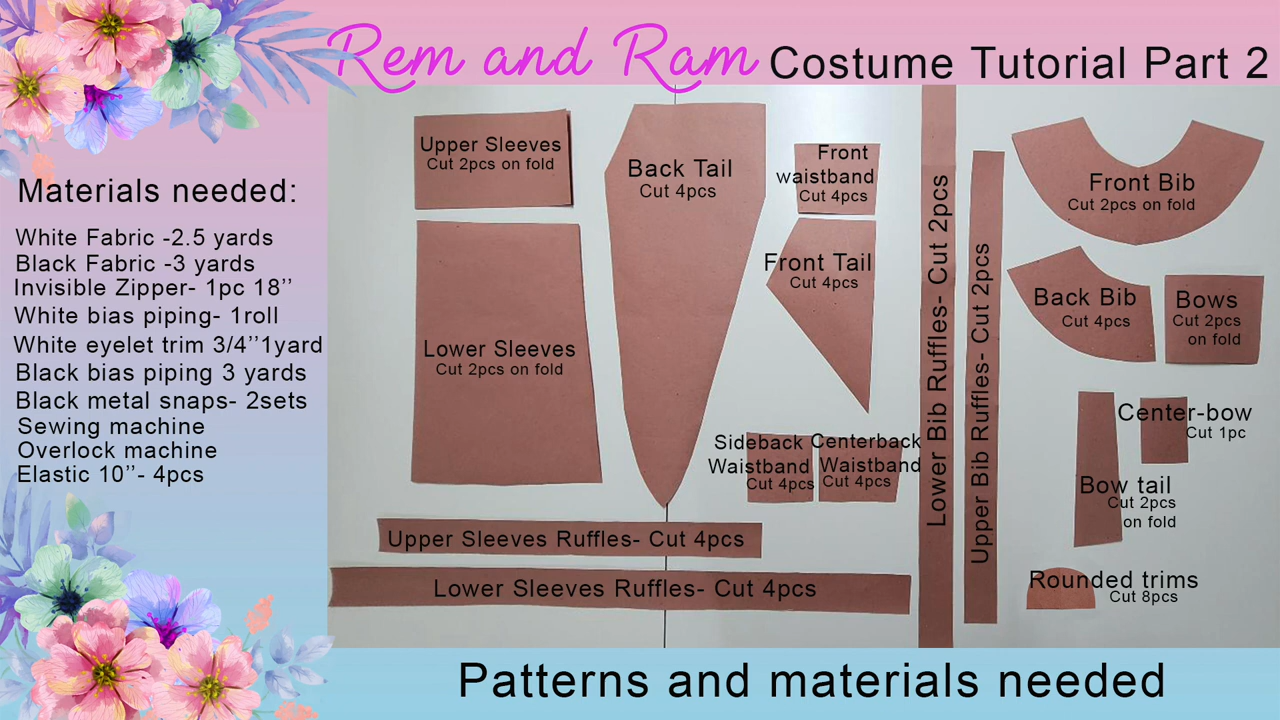 Rem and Ram Costume Tutorial Part 2
Materials needed:
White Fabric -2.5 yards
Black Fabric -3 yards
Invisible Zipper- 1pc 18’’
White bias piping- 1roll
White eyelet trim 3/4’’1yard
Black bias piping 3 yards
Black metal snaps- 2sets
Sewing machine
Overlock machine
Elastic 10’’- 4pcs
Upper Sleeves
Cut 2pcs on fold
Back Tail
Cut 4pcs
Front
waistband
Cut 4pcs
Front Tail
Cut 4pcs
Lower Sleeves
Cut 2pcs on fold
Sideback
Waistband
Cut 4pcs
Centerback
Waistband
Cut 4pcs
Upper Sleeves Ruffles- Cut 4pcs
Lower Sleeves Ruffles- Cut 4pcs
Lower Bib Ruffles- Cut 2pcs
Upper Bib Ruffles- Cut 2pcs
Front Bib
Cut 2pcs on fold
Back Bib
Cut 4pcs
Bows
Cut 2pcs
on fold
Center-bow
Cut 1pc
Bow tail
Cut 2pcs
on fold
Rounded trims
Cut 8pcs
Patterns and materials needed